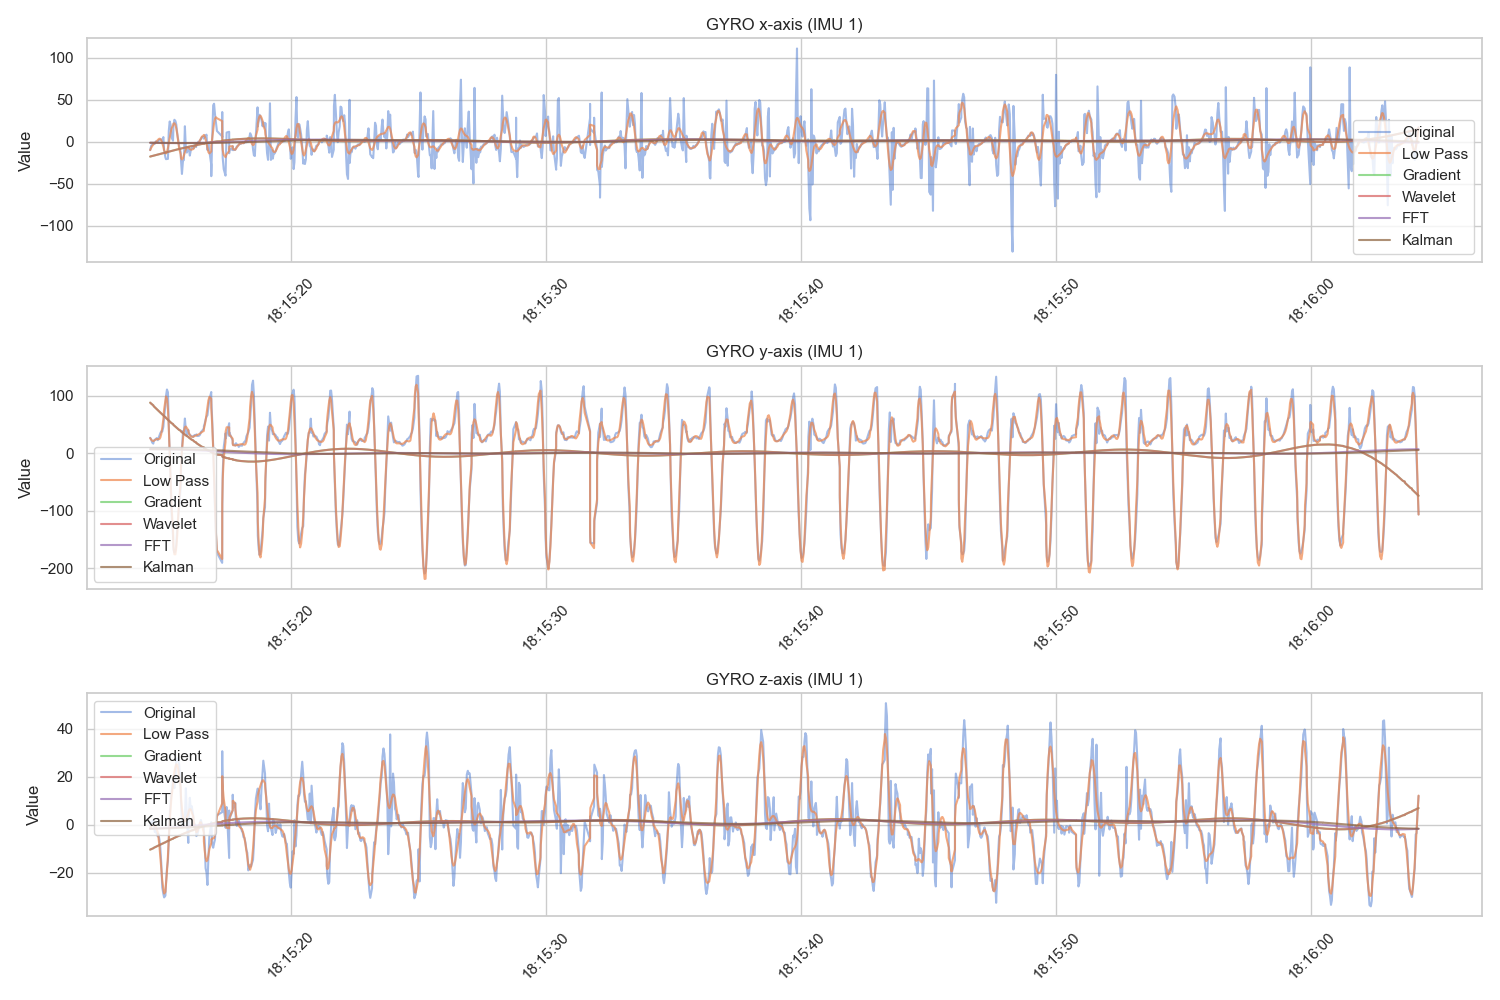 GYRO x-axis (IMU 1)
Value
100
50
0
−50
−100
Original
Low Pass
Gradient
Wavelet
FFT
Kalman
18:15:20
18:15:30
18:15:40
18:15:50
18:16:00
GYRO y-axis (IMU 1)
Value
100
0
−100
−200
Original
Low Pass
Gradient
Wavelet
FFT
Kalman
18:15:20
18:15:30
18:15:40
18:15:50
18:16:00
GYRO z-axis (IMU 1)
Value
40
20
0
−20
Original
Low Pass
Gradient
Wavelet
FFT
Kalman
18:15:20
18:15:30
18:15:40
18:15:50
18:16:00